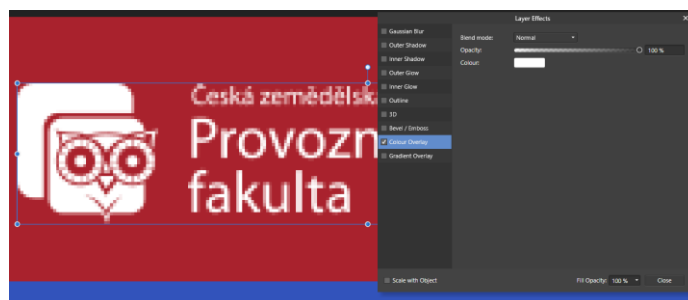 Česká zemědělsk
Provozn
fakulta
Layer Effects
Gaussian Blur
Outer Shadow
Inner Shadow
Outer Glow
Inner Glow
Outline
3D
Bevel / Emboss
Colour Overlay
Gradient Overlay
Blend mode: Normal
Opacity: 100 %
Colour:
Scale with Object
Fill Opacity: 100 % Close